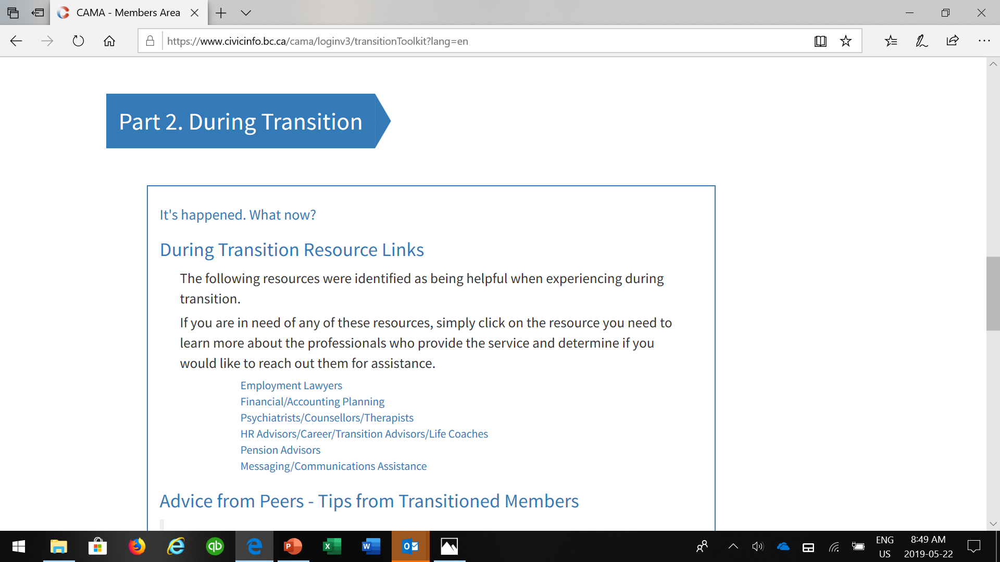 CAMA - Members Area
https://www.civicinfo.bc.ca/cama/loginv3/transitionToolkit?lang=en
Part 2. During Transition
It's happened. What now?
During Transition Resource Links
The following resources were identified as being helpful when experiencing during
transition.
If you are in need of any of these resources, simply click on the resource you need to
learn more about the professionals who provide the service and determine if you
would like to reach out them for assistance.
Employment Lawyers
Financial/Accounting Planning
Psychiatrists/Counsellors/Therapists
HR Advisors/Career/Transition Advisors/Life Coaches
Pension Advisors
Messaging/Communications Assistance
Advice from Peers - Tips from Transitioned Members
qb
P
X
W
O
ENG
US
8:49 AM
2019-05-22